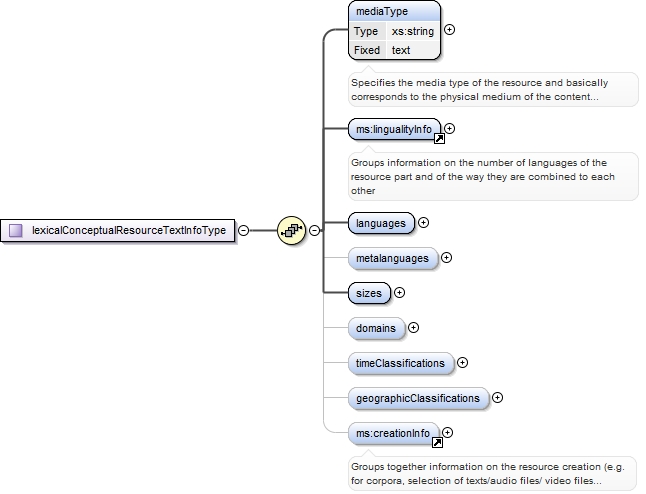 mediaType
Type xs:string
Fixed text
Specifies the media type of the resource and basically
corresponds to the physical medium of the content...
ms:lingualityInfo
Groups information on the number of languages of the
resource part and of the way they are combined to each
other
lexicalConceptualResourceTextInfoType
languages
metalanguages
sizes
domains
timeClassifications
geographicClassifications
ms:creationInfo
Groups together information on the resource creation (e.g.
for corpora, selection of texts/audio files/ video files...